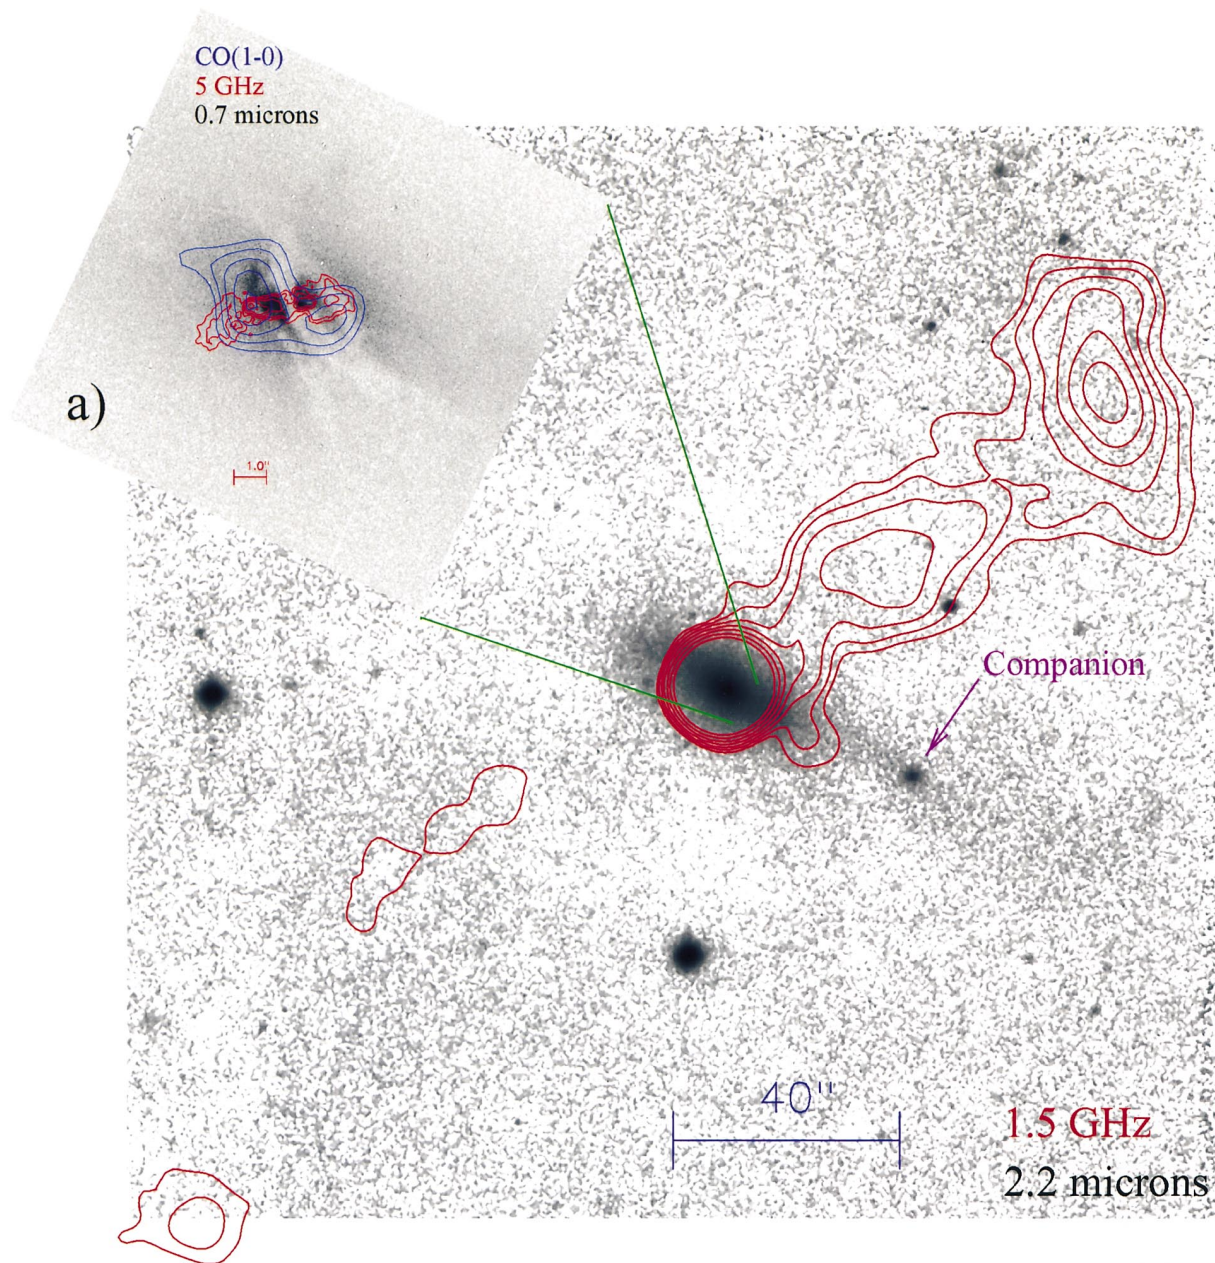 CO(1-0)
5 GHz
0.7 microns
a)
1.0"
Companion
40"
1.5 GHz
2.2 microns